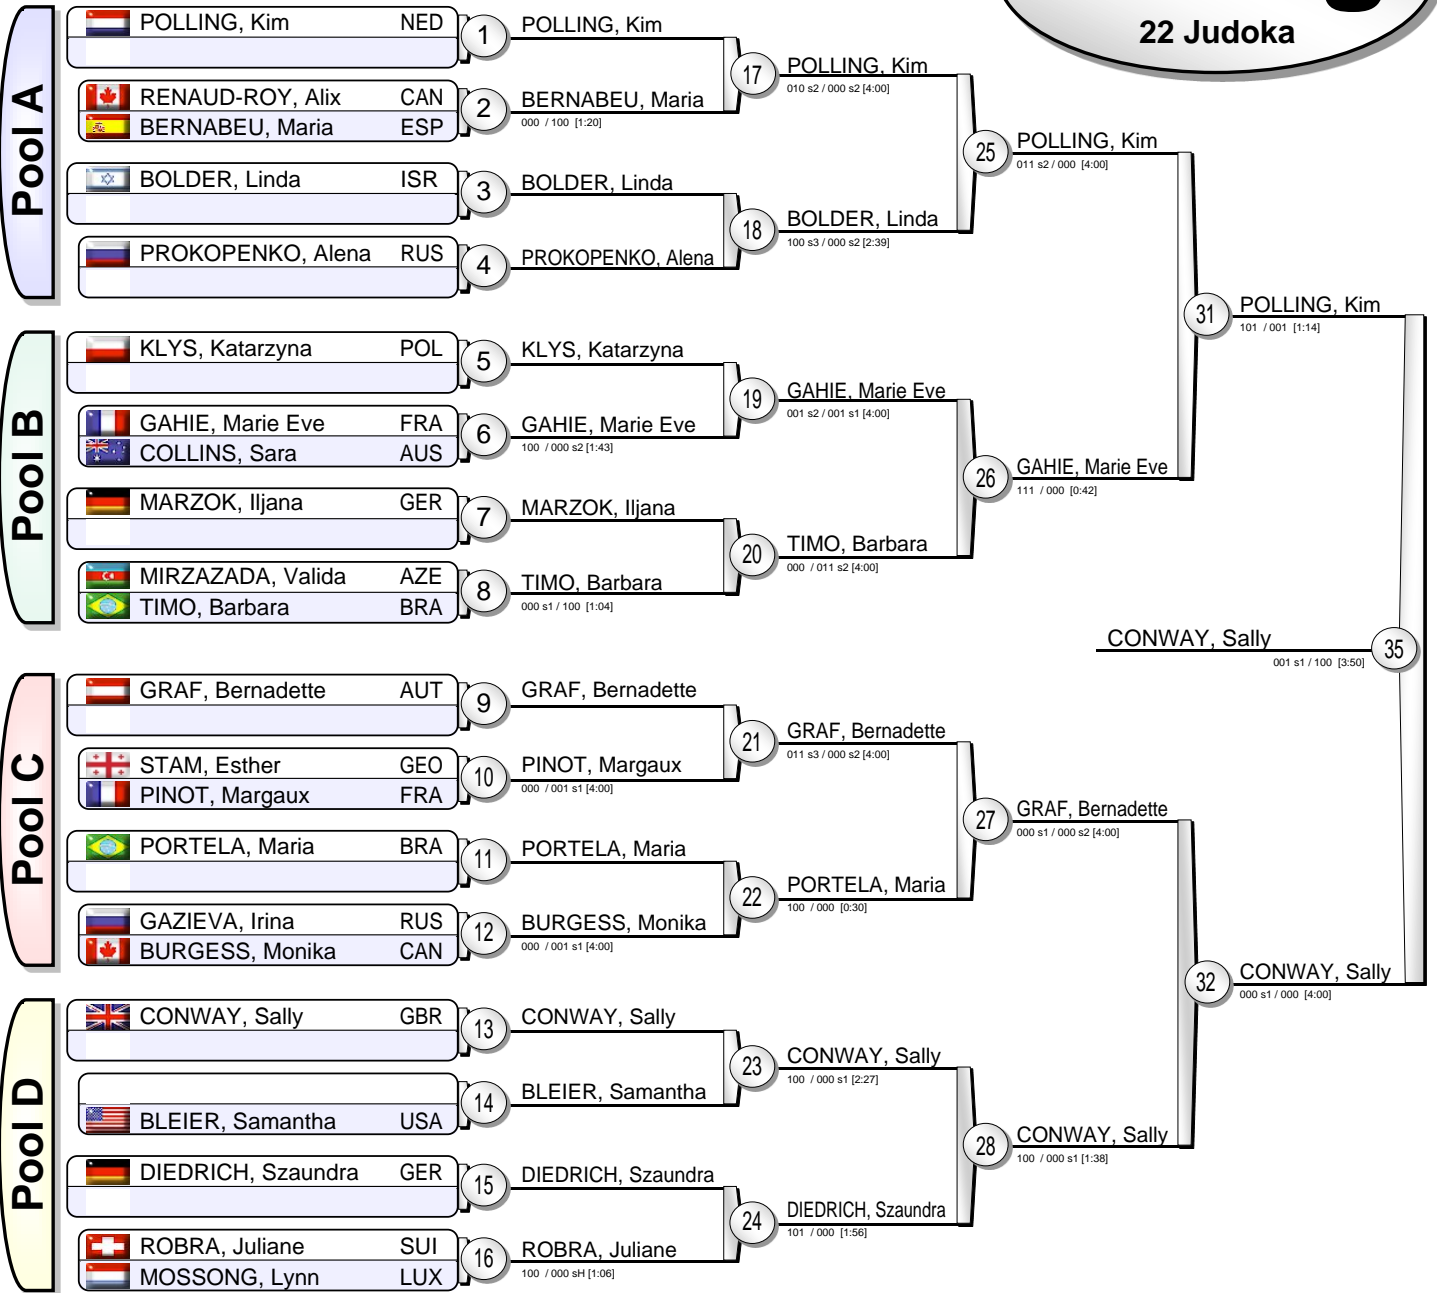 22 Judoka
Pool A
POLLING, Kim NED
1
POLLING, Kim
RENAUD-ROY, Alix CAN
BERNABEU, Maria ESP
2
BERNABEU, Maria
000 / 100 [1:20]
17
POLLING, Kim
010 s2 / 000 s2 [4:00]
BOLDER, Linda ISR
3
BOLDER, Linda
PROKOPENKO, Alena RUS
4
PROKOPENKO, Alena
18
BOLDER, Linda
100 s3 / 000 s2 [2:39]
25
POLLING, Kim
011 s2 / 000 [4:00]
Pool B
KLYS, Katarzyna POL
5
KLYS, Katarzyna
GAHIE, Marie Eve FRA
COLLINS, Sara AUS
6
GAHIE, Marie Eve
100 / 000 s2 [1:43]
19
GAHIE, Marie Eve
001 s2 / 001 s1 [4:00]
MARZOK, Iljana GER
7
MARZOK, Iljana
MIRZAZADA, Valida AZE
TIMO, Barbara BRA
8
TIMO, Barbara
000 s1 / 100 [1:04]
20
TIMO, Barbara
000 / 011 s2 [4:00]
26
GAHIE, Marie Eve
111 / 000 [0:42]
31
POLLING, Kim
101 / 001 [1:14]
CONWAY, Sally
001 s1 / 100 [3:50]
35
Pool C
GRAF, Bernadette AUT
9
GRAF, Bernadette
STAM, Esther GEO
PINOT, Margaux FRA
10
PINOT, Margaux
000 / 001 s1 [4:00]
21
GRAF, Bernadette
011 s3 / 000 s2 [4:00]
PORTELA, Maria BRA
11
PORTELA, Maria
GAZIEVA, Irina RUS
BURGESS, Monika CAN
12
BURGESS, Monika
000 / 001 s1 [4:00]
22
PORTELA, Maria
100 / 000 [0:30]
27
GRAF, Bernadette
000 s1 / 000 s2 [4:00]
Pool D
CONWAY, Sally GBR
13
CONWAY, Sally
BLEIER, Samantha USA
14
BLEIER, Samantha
23
CONWAY, Sally
100 / 000 s1 [2:27]
DIEDRICH, Szaundra GER
15
DIEDRICH, Szaundra
ROBRA, Juliane SUI
MOSSONG, Lynn LUX
16
ROBRA, Juliane
100 / 000 sH [1:06]
24
DIEDRICH, Szaundra
101 / 000 [1:56]
28
CONWAY, Sally
100 / 000 s1 [1:38]
32
CONWAY, Sally
000 s1 / 000 [4:00]